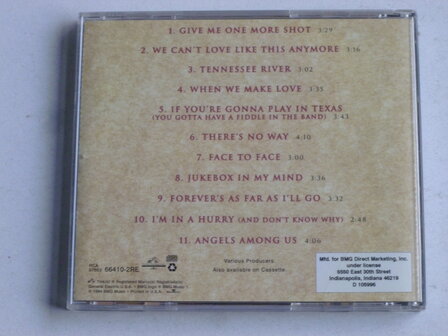 1. GIVE ME ONE MORE SHOT 3:29
2. WE CAN'T LOVE LIKE THIS ANYMORE 3:16
3. TENNESSEE RIVER 3:02
4. WHEN WE MAKE LOVE 3:35
5. IF YOU'RE GONNA PLAY IN TEXAS
(YOU GOTTA HAVE A FIDDLE IN THE BAND) 3:43
6. THERE'S NO WAY 4:10
7. FACE TO FACE 3:00
8. JUKEBOX IN MY MIND 3:36
9. FOREVER'S AS FAR AS I'LL GO 3:32
10. I'M IN A HURRY (AND DON'T KNOW WHY) 2:48
11. ANGELS AMONG US 4:06
Various Producers.
Also available on Cassette.
RCA
07863 66410-2RE
Mfd. for BMG Direct Marketing, Inc.
under license
6550 East 30th Street
Indianapolis, Indiana 46219
D 105996